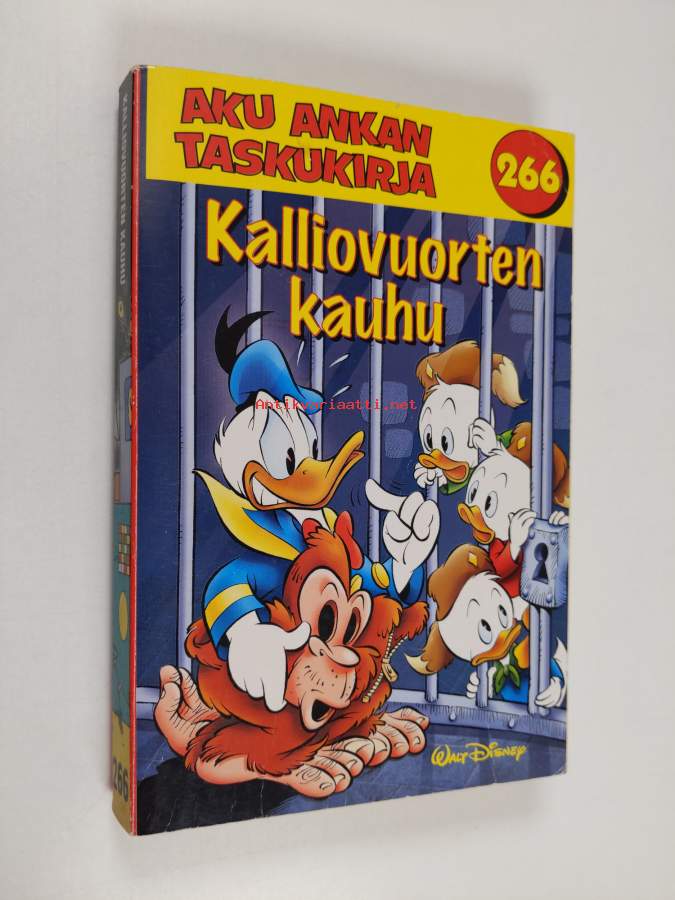 AKU ANKAN
TASKUKIRJA
266
Kalliovuorten
kauhu
Antikvariaatti.net
WALT DISNEY
KALLIOVUORTEN KAUHU
266